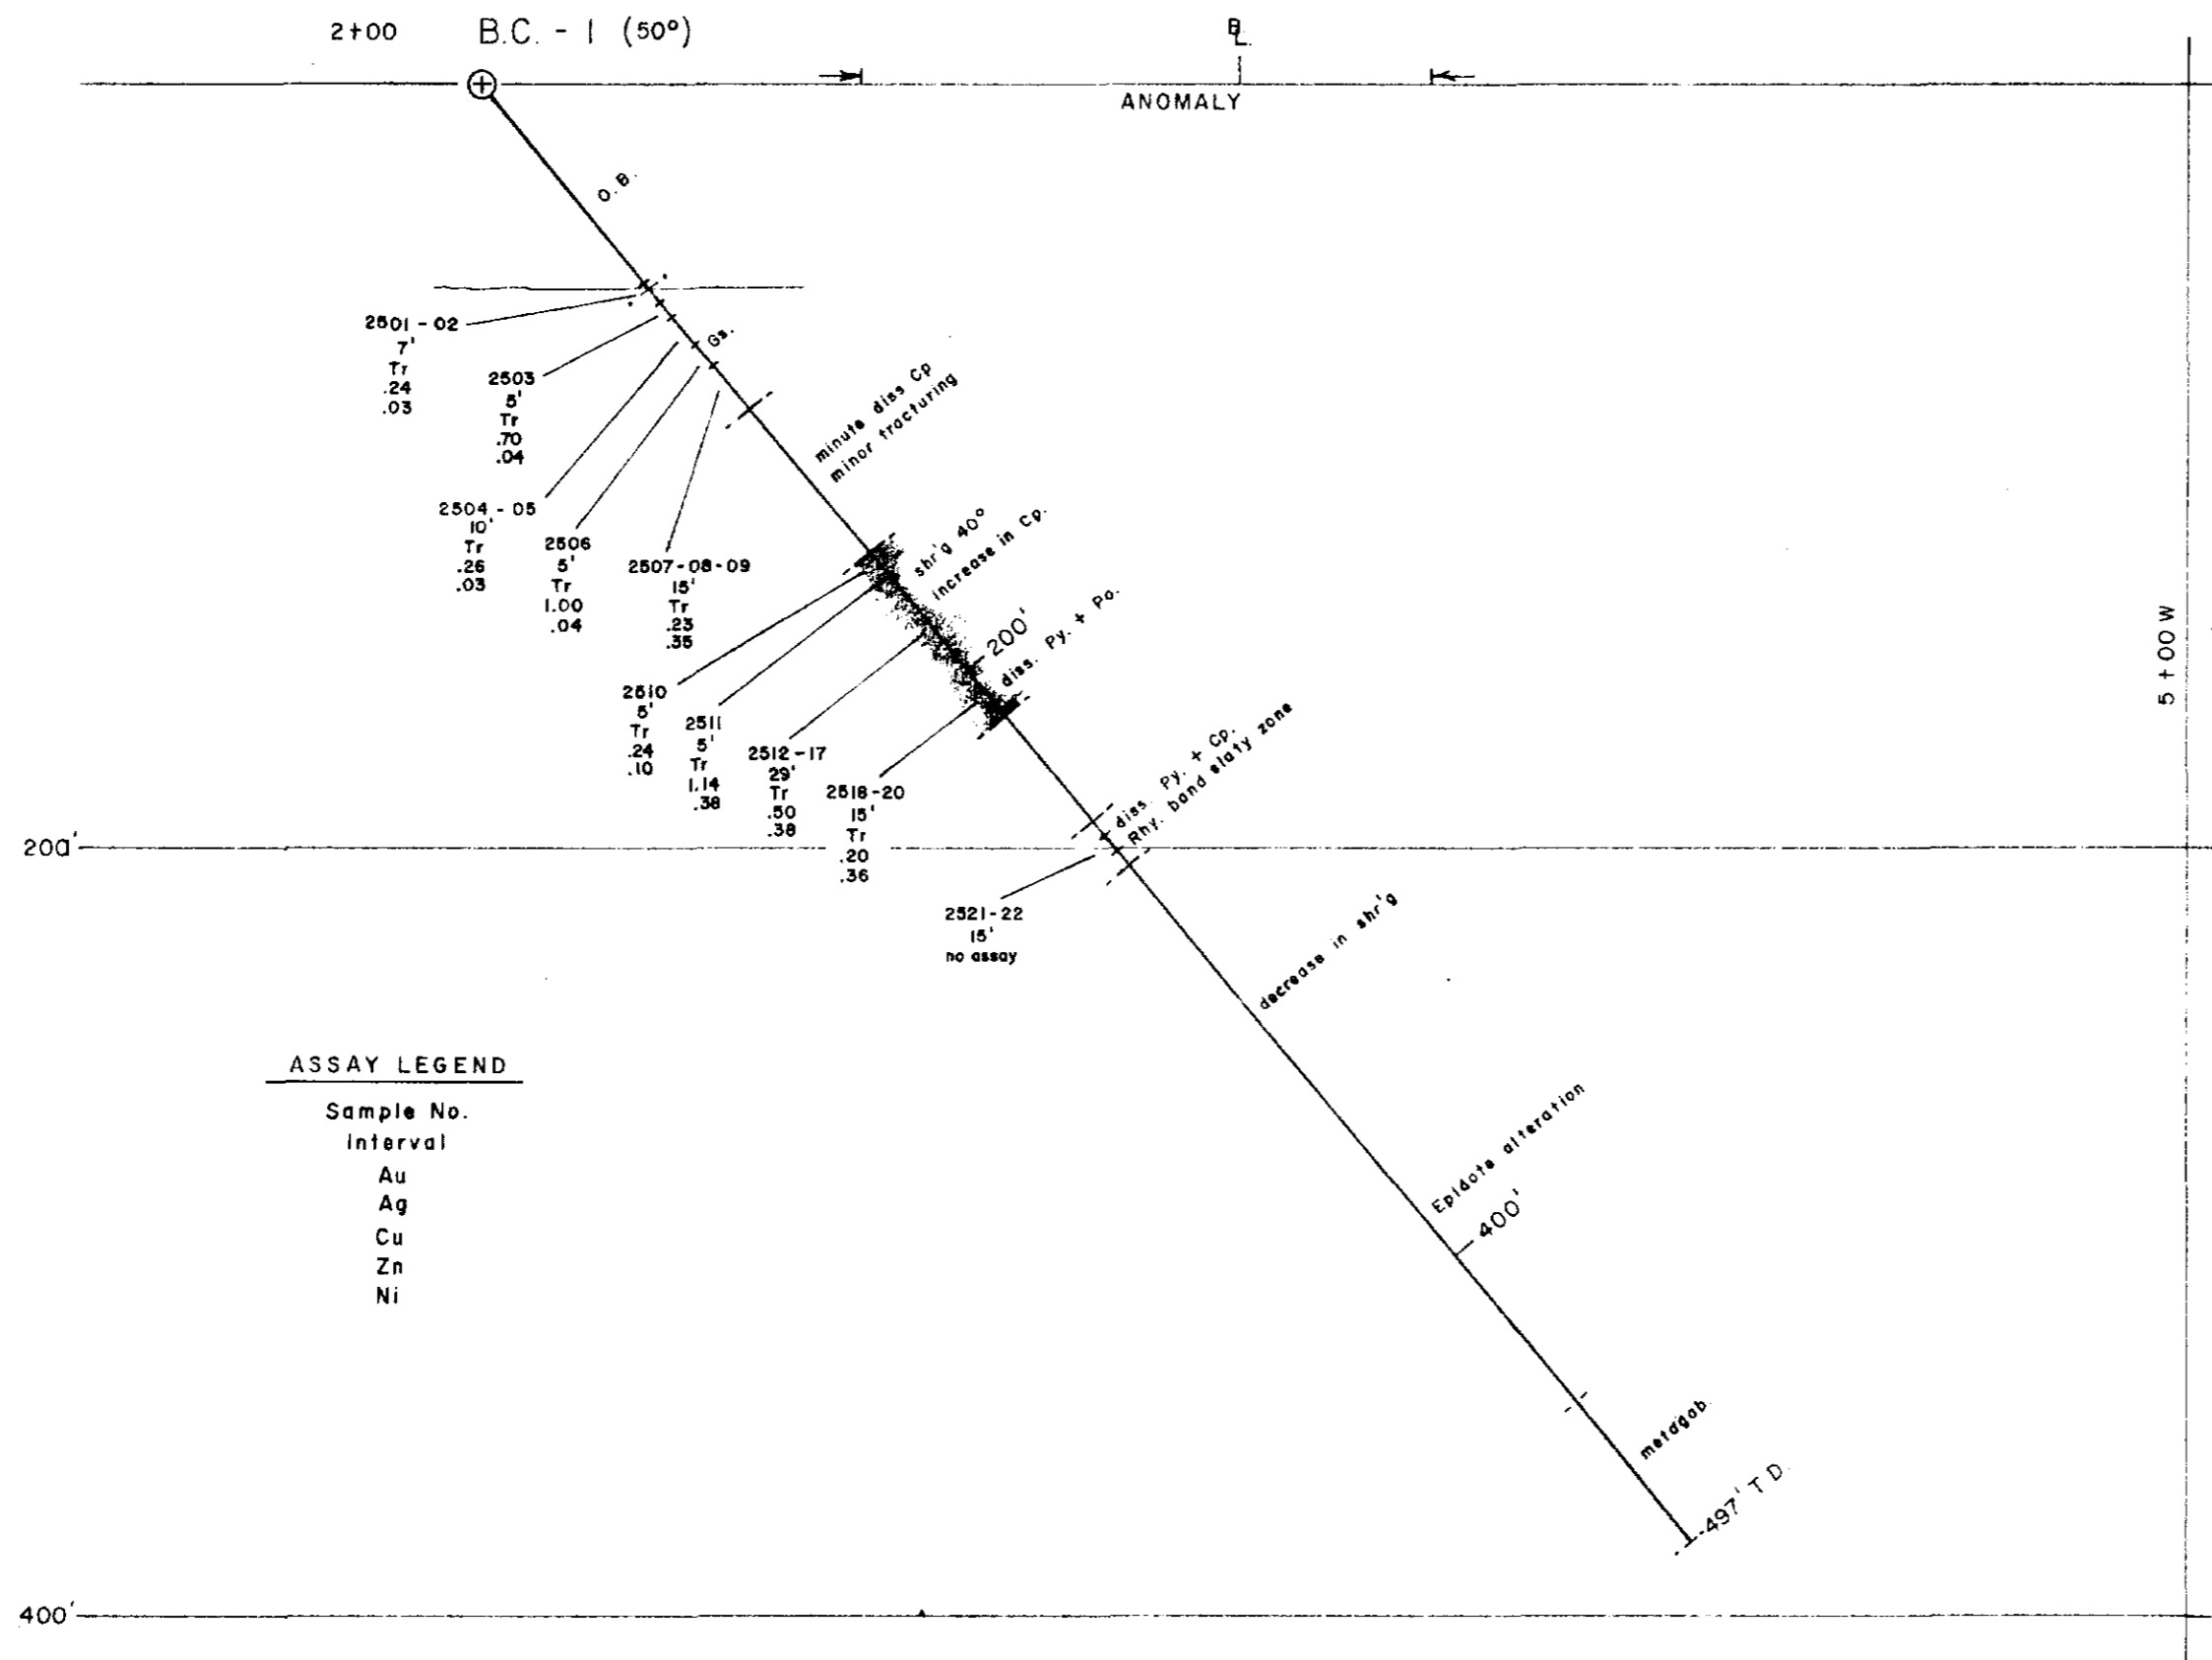 2+00
B.C. - 1 (50°)
BL.
ANOMALY
O.B.
2501 - 02
7'
Tr
.24
.03
2503
5'
Tr
.70
.04
Gs.
minute diss Cp
minor fracturing
2504 - 05
10'
Tr
.26
.03
2506
5'
Tr
1.00
.04
2507-08-09
15'
Tr
.23
.35
shr'g 40°
increase in Cp.
200'
diss. Py. + Po.
2510
5'
Tr
.24
.10
2511
5'
Tr
1.14
.38
2512-17
29'
Tr
.50
.38
2518-20
15'
Tr
.20
.36
diss. Py. + Cp.
Rhy. band slaty zone
5+00 W
200'
2521-22
15'
no assay
decrease in shr'g
ASSAY LEGEND
Sample No.
Interval
Au
Ag
Cu
Zn
Ni
Epidote alteration
400'
metagab.
497' T.D.
400'